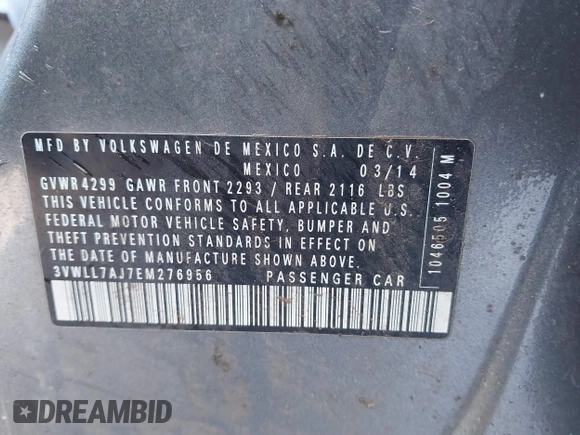 MFD BY VOLKSWAGEN DE MEXICO S.A. DE C.V.
MEXICO 03/14
GVWR4299 GAWR FRONT 2293 / REAR 2116 LBS
THIS VEHICLE CONFORMS TO ALL APPLICABLE U.S.
FEDERAL MOTOR VEHICLE SAFETY, BUMPER AND
THEFT PREVENTION STANDARDS IN EFFECT ON
THE DATE OF MANUFACTURE SHOWN ABOVE.
3VWLL7AJ7EM276956 PASSENGER CAR
1046505 1004 M
DREAMBID